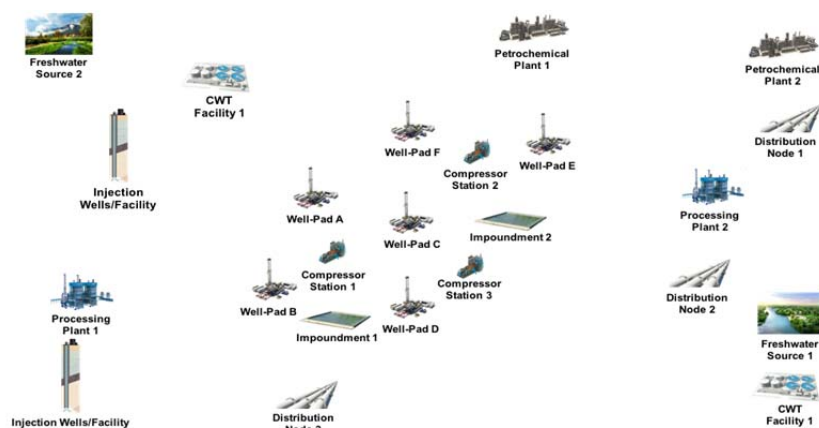 Freshwater
Source 2
CWT
Facility 1
Petrochemical
Plant 1
Petrochemical
Plant 2
Distribution
Node 1
Well-Pad F
Compressor
Station 2
Well-Pad E
Injection
Wells/Facility
Well-Pad A
Well-Pad C
Impoundment 2
Processing
Plant 2
Compressor
Station 1
Compressor
Station 3
Well-Pad B
Well-Pad D
Impoundment 1
Distribution
Node 2
Processing
Plant 1
Freshwater
Source 1
Injection Wells/Facility
Distribution
CWT
Facility 1